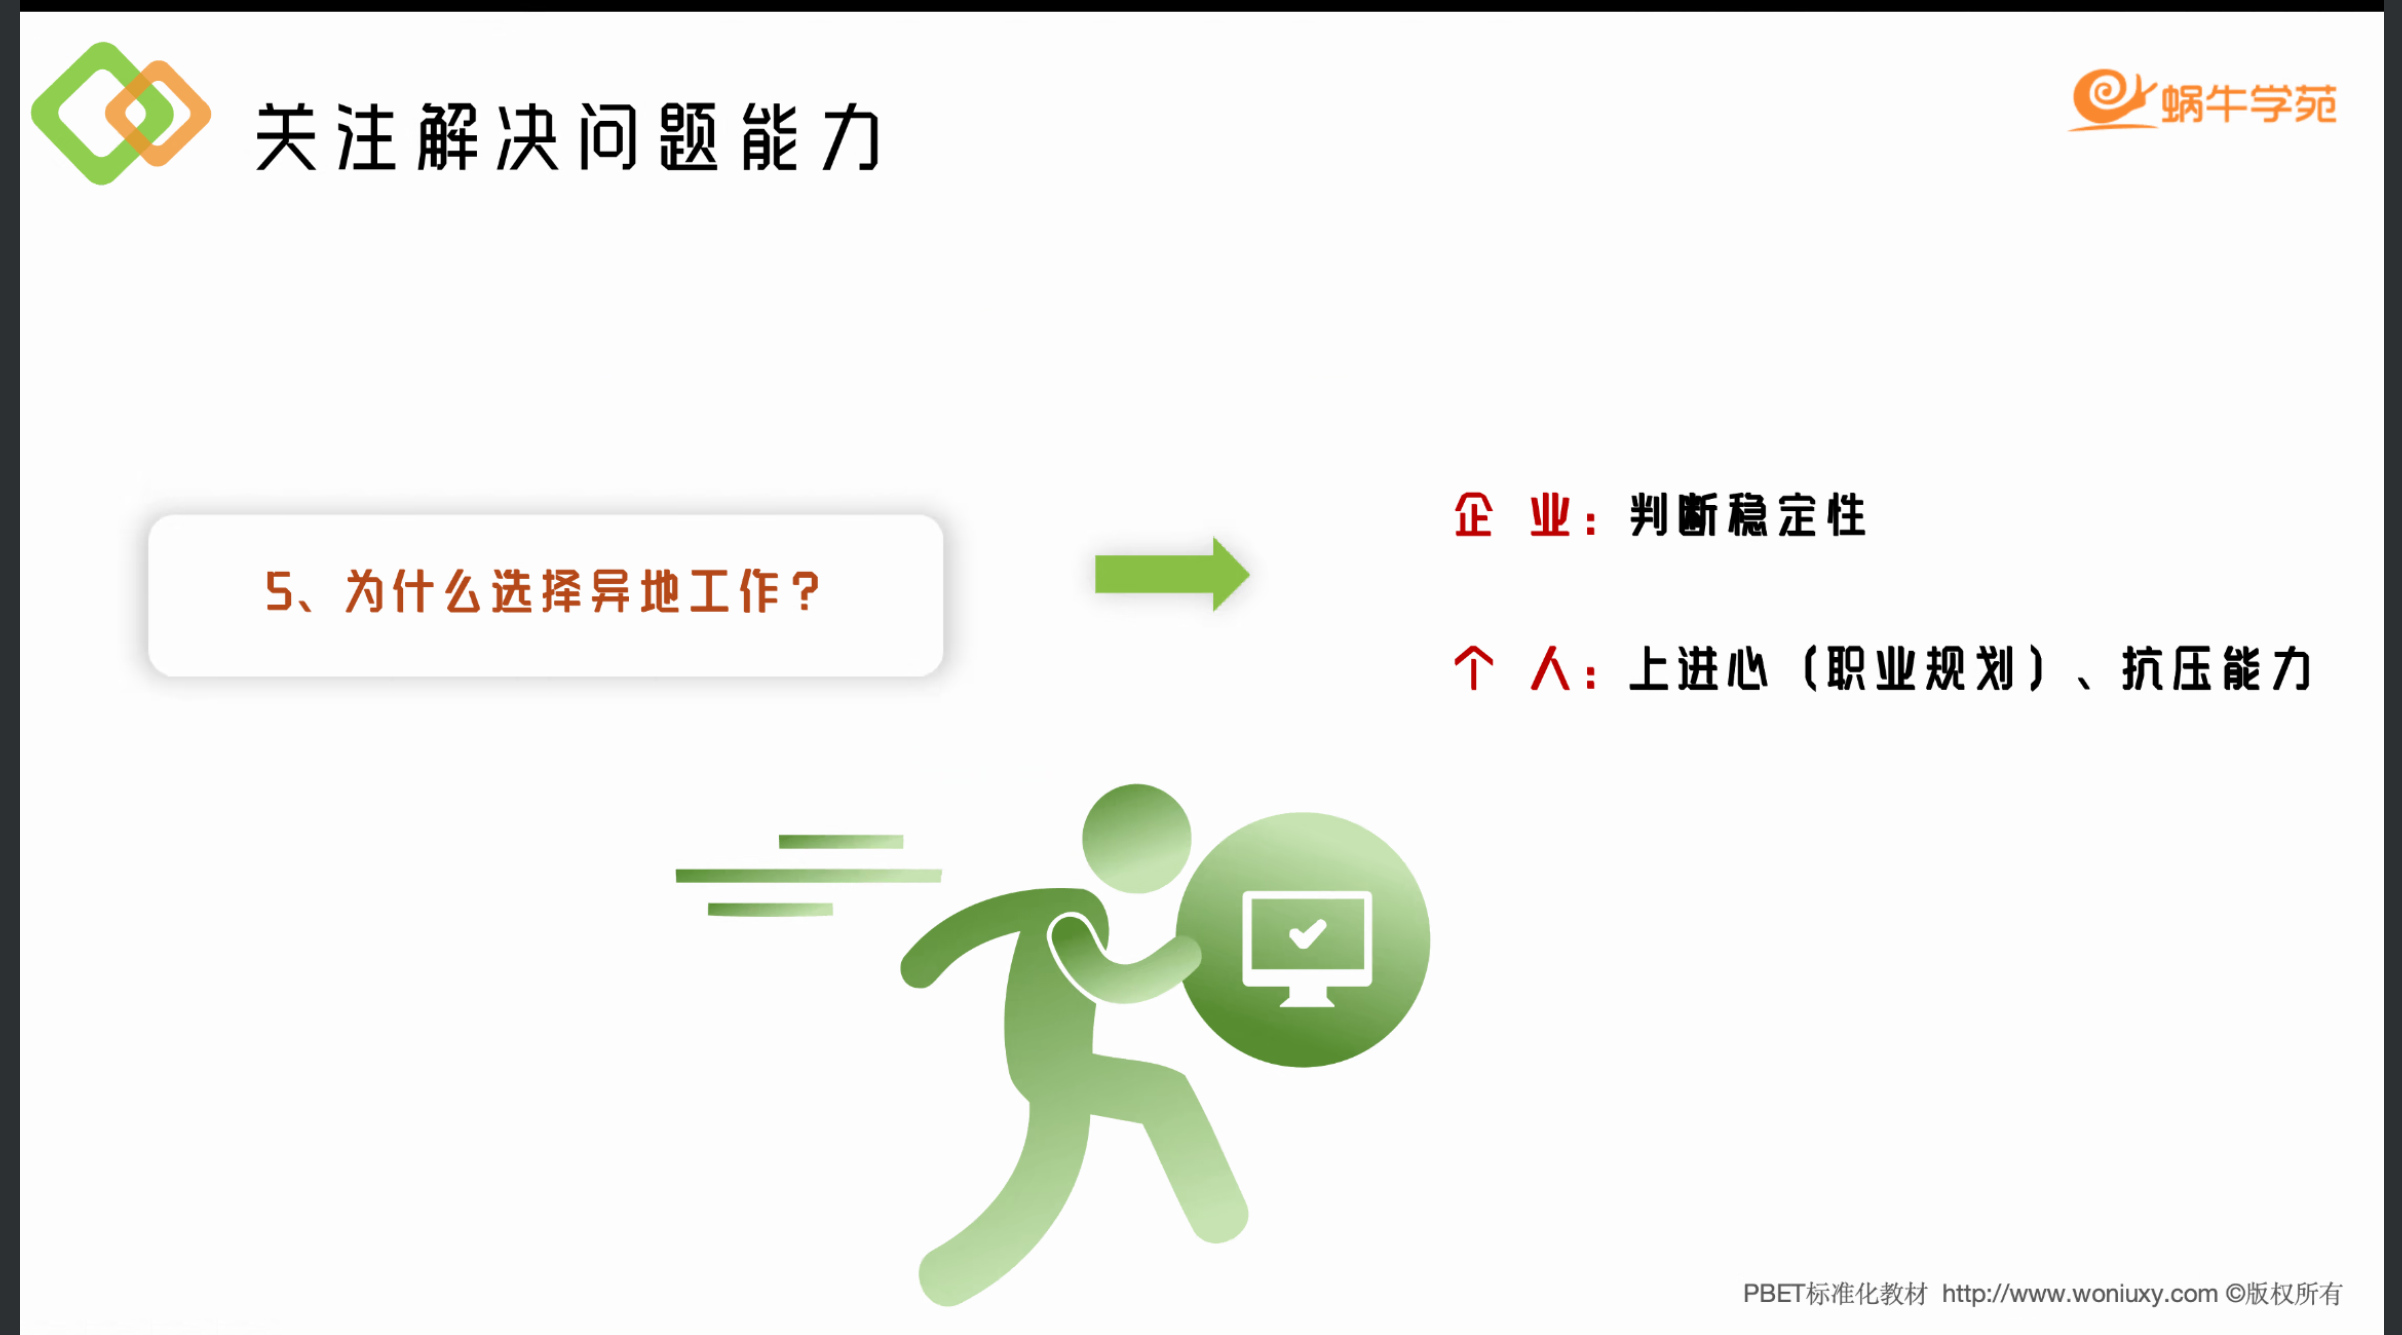 关注解决问题能力
蜗牛学苑
5、为什么选择异地工作？
企 业：判断稳定性
个 人：上进心（职业规划）、抗压能力
PBET标准化教材 http://www.woniuxy.com ©版权所有